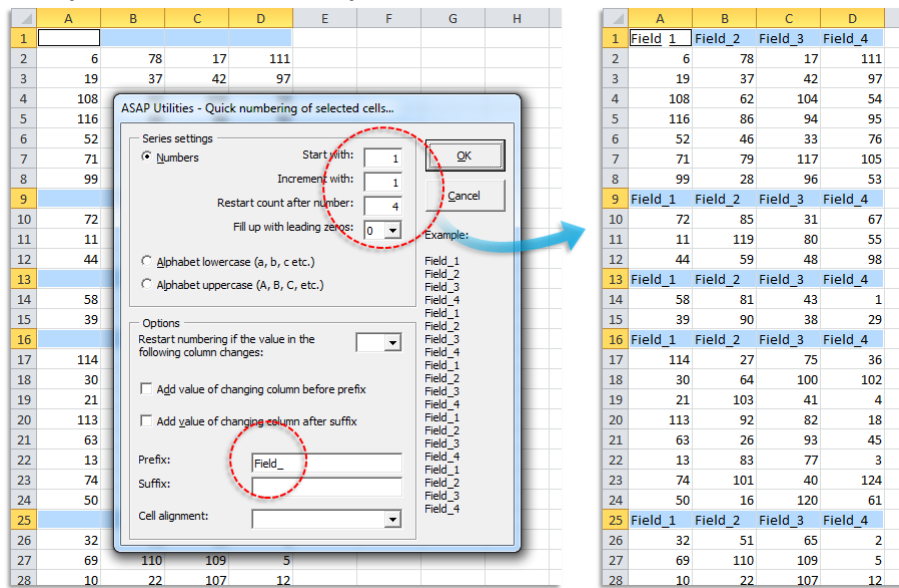 A B C D E F G H
1
2 6 78 17 111
3 19 37 42 97
4 108
5 116
6 52
7 71
8 99
9
10 72
11 11
12 44
13
14 58
15 39
16
17 114
18 30
19 21
20 113
21 63
22 13
23 74
24 50
25
26 32
27 69 110 109 5
28 10 22 107 12
ASAP Utilities - Quick numbering of selected cells...
Series settings
Numbers
Start with: 1
Increment with: 1
Restart count after number: 4
Fill up with leading zeros: 0
Alphabet lowercase (a, b, c etc.)
Alphabet uppercase (A, B, C, etc.)
Options
Restart numbering if the value in the
following column changes:
Add value of changing column before prefix
Add value of changing column after suffix
Prefix: Field_
Suffix:
Cell alignment:
OK
Cancel
Example:
Field_1
Field_2
Field_3
Field_4
Field_1
Field_2
Field_3
Field_4
Field_1
Field_2
Field_3
Field_4
Field_1
Field_2
Field_3
Field_4
Field_1
Field_2
Field_3
Field_4
A B C D
1 Field_1 Field_2 Field_3 Field_4
2 6 78 17 111
3 19 37 42 97
4 108 62 104 54
5 116 86 94 95
6 52 46 33 76
7 71 79 117 105
8 99 28 96 53
9 Field_1 Field_2 Field_3 Field_4
10 72 85 31 67
11 11 119 80 55
12 44 59 48 98
13 Field_1 Field_2 Field_3 Field_4
14 58 81 43 1
15 39 90 38 29
16 Field_1 Field_2 Field_3 Field_4
17 114 27 75 36
18 30 64 100 102
19 21 103 41 4
20 113 92 82 18
21 63 26 93 45
22 13 83 77 3
23 74 101 40 124
24 50 16 120 61
25 Field_1 Field_2 Field_3 Field_4
26 32 51 65 2
27 69 110 109 5
28 10 22 107 12